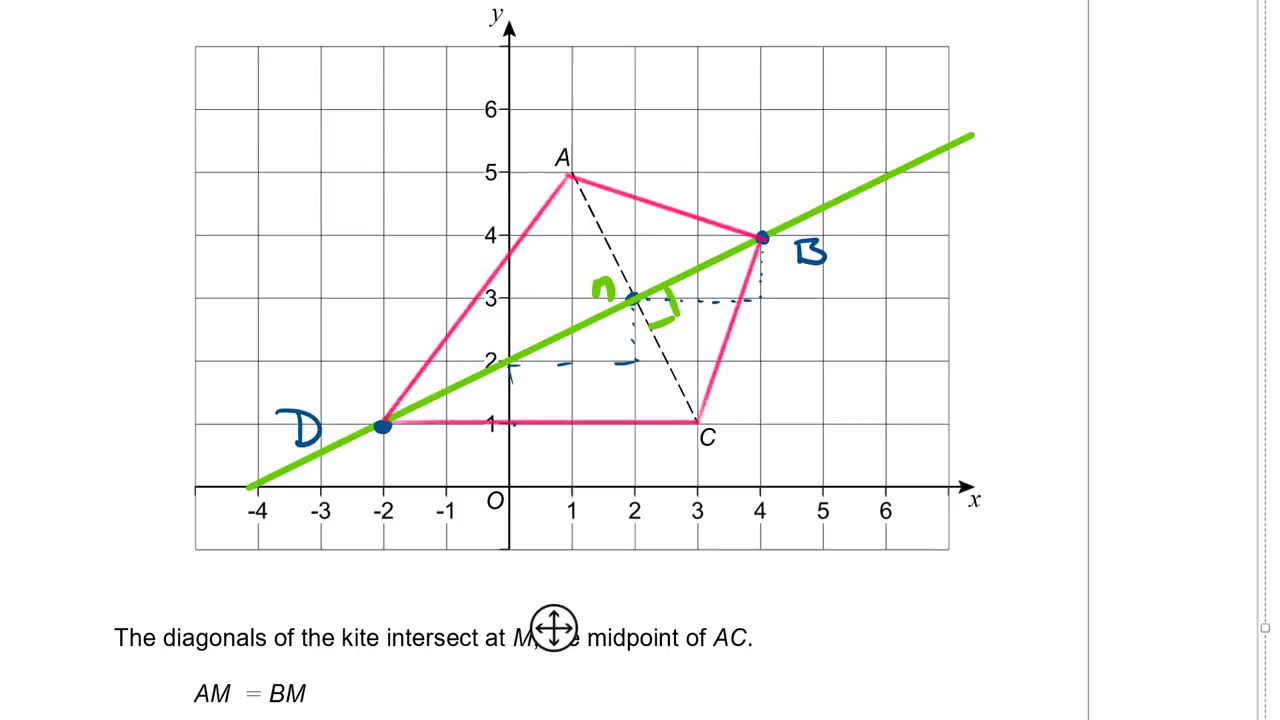 y
6
A
5
4
B
n
3
2
D
1
C
O
x
-4 -3 -2 -1 1 2 3 4 5 6
The diagonals of the kite intersect at M, midpoint of AC.
AM = BM